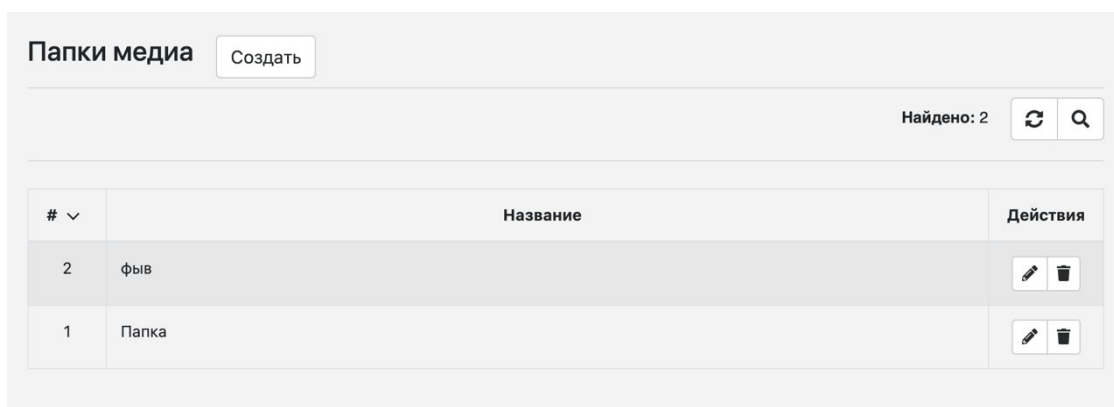 Папки медиа Создать
Найдено: 2
# Название Действия
2 фыв
1 Папка